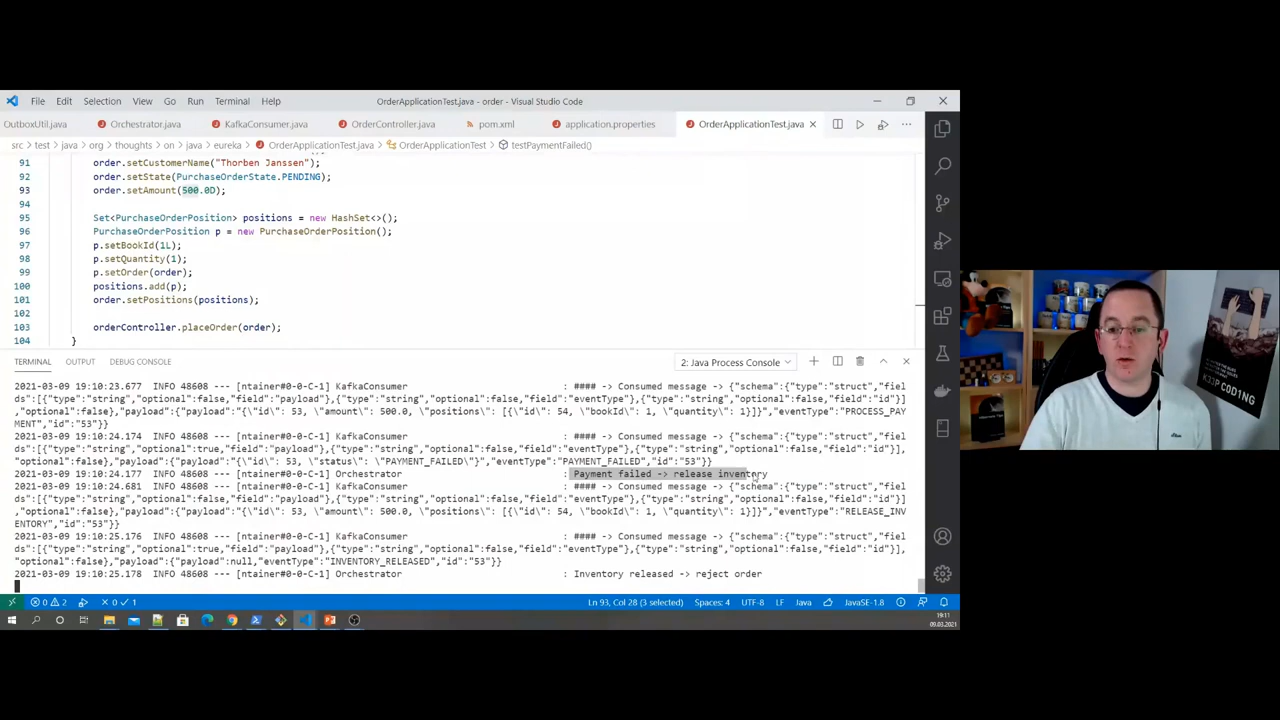 File Edit Selection View Go Run Terminal Help
OrderApplicationTest.java - order - Visual Studio Code
OutboxUtil.java Orchestrator.java KafkaConsumer.java OrderController.java pom.xml application.properties OrderApplicationTest.java
src > test > java > org > thoughts > on > java > eureka > OrderApplicationTest.java > OrderApplicationTest > testPaymentFailed()
91 order.setCustomerName("Thorben Janssen");
92 order.setState(PurchaseOrderState.PENDING);
93 order.setAmount(500.0D);
94
95 Set<PurchaseOrderPosition> positions = new HashSet<>();
96 PurchaseOrderPosition p = new PurchaseOrderPosition();
97 p.setBookId(1L);
98 p.setQuantity(1);
99 p.setOrder(order);
100 positions.add(p);
101 order.setPositions(positions);
102
103 orderController.placeOrder(order);
104 }
TERMINAL OUTPUT DEBUG CONSOLE 2: Java Process Console
2021-03-09 19:10:23.677 INFO 48608 --- [ntainer#0-0-C-1] KafkaConsumer : #### -> Consumed message -> {"schema":{"type":"struct","fiel
ds":[{"type":"string","optional":true,"field":"payload"},{"type":"string","optional":false,"field":"eventType"},{"type":"string","optional":false,"field":"id"}]
,"optional":false},"payload":{"payload":"{\"id\": 53, \"amount\": 500.0, \"positions\": [{\"id\": 54, \"bookId\": 1, \"quantity\": 1}]}","eventType":"PROCESS_PAY
MENT","id":"53"}}
2021-03-09 19:10:24.174 INFO 48608 --- [ntainer#0-0-C-1] KafkaConsumer : #### -> Consumed message -> {"schema":{"type":"struct","fiel
ds":[{"type":"string","optional":true,"field":"payload"},{"type":"string","optional":false,"field":"eventType"},{"type":"string","optional":false,"field":"id"}]
,"optional":false},"payload":{"payload":"{\"id\": 53, \"status\": \"PAYMENT_FAILED\"}","eventType":"PAYMENT_FAILED","id":"53"}}
2021-03-09 19:10:24.177 INFO 48608 --- [ntainer#0-0-C-1] Orchestrator : Payment failed -> release inventory
2021-03-09 19:10:24.681 INFO 48608 --- [ntainer#0-0-C-1] KafkaConsumer : #### -> Consumed message -> {"schema":{"type":"struct","fiel
ds":[{"type":"string","optional":true,"field":"payload"},{"type":"string","optional":false,"field":"eventType"},{"type":"string","optional":false,"field":"id"}]
,"optional":false},"payload":{"payload":"{\"id\": 53, \"amount\": 500.0, \"positions\": [{\"id\": 54, \"bookId\": 1, \"quantity\": 1}]}","eventType":"RELEASE_INV
ENTORY","id":"53"}}
2021-03-09 19:10:25.176 INFO 48608 --- [ntainer#0-0-C-1] KafkaConsumer : #### -> Consumed message -> {"schema":{"type":"struct","fiel
ds":[{"type":"string","optional":true,"field":"payload"},{"type":"string","optional":false,"field":"eventType"},{"type":"string","optional":false,"field":"id"}]
,"optional":false},"payload":{"payload":null,"eventType":"INVENTORY_RELEASED","id":"53"}}
2021-03-09 19:10:25.178 INFO 48608 --- [ntainer#0-0-C-1] Orchestrator : Inventory released -> reject order
0 2 0 1 Ln 93, Col 28 (3 selected) Spaces: 4 UTF-8 LF Java JavaSE-1.8
19:11
09.03.2021
K33P COD1NG